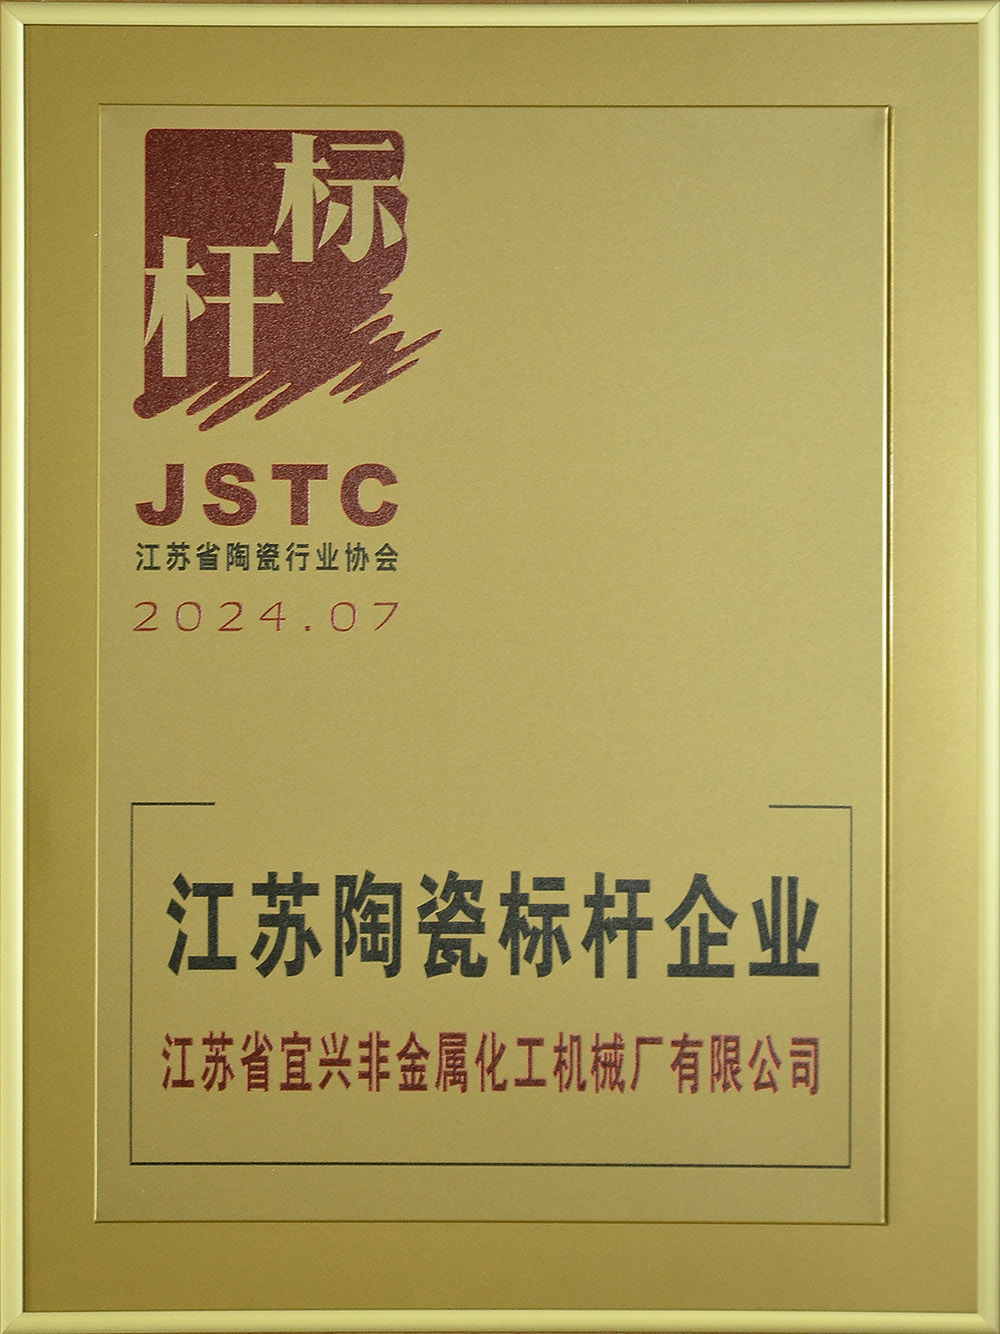 标杆
JSTC
江苏省陶瓷行业协会
2024.07
江苏陶瓷标杆企业
江苏省宜兴非金属化工机械厂有限公司